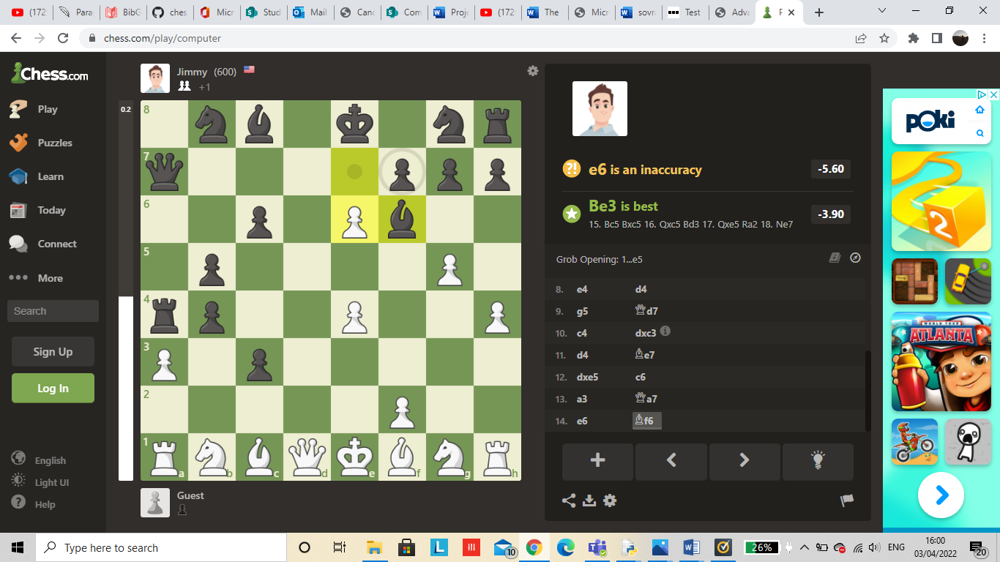 (172
Para
BibG
ches
Micr
Stud
Mail
Canc
Com
Proje
(172
The
Micr
sovra
Test
Adva
F
chess.com/play/computer
Chess.com
Play
Puzzles
Learn
Today
Connect
More
Search
Sign Up
Log In
English
Light UI
Help
Jimmy (600)
+1
0.2
8
7
6
5
4
3
2
1
a b c d e f g h
Guest
?! e6 is an inaccuracy -5.60
Be3 is best -3.90
15. Bc5 Bxc5 16. Qxc5 Bd3 17. Qxe5 Ra2 18. Ne7
Grob Opening: 1...e5
8. e4 d4
9. g5 d7
10. c4 dxc3
11. d4 e7
12. dxe5 c6
13. a3 a7
14. e6 f6
POKi
2
WORLD TOUR
ATLANTA
Type here to search
10
26%
ENG
16:00
03/04/2022
20